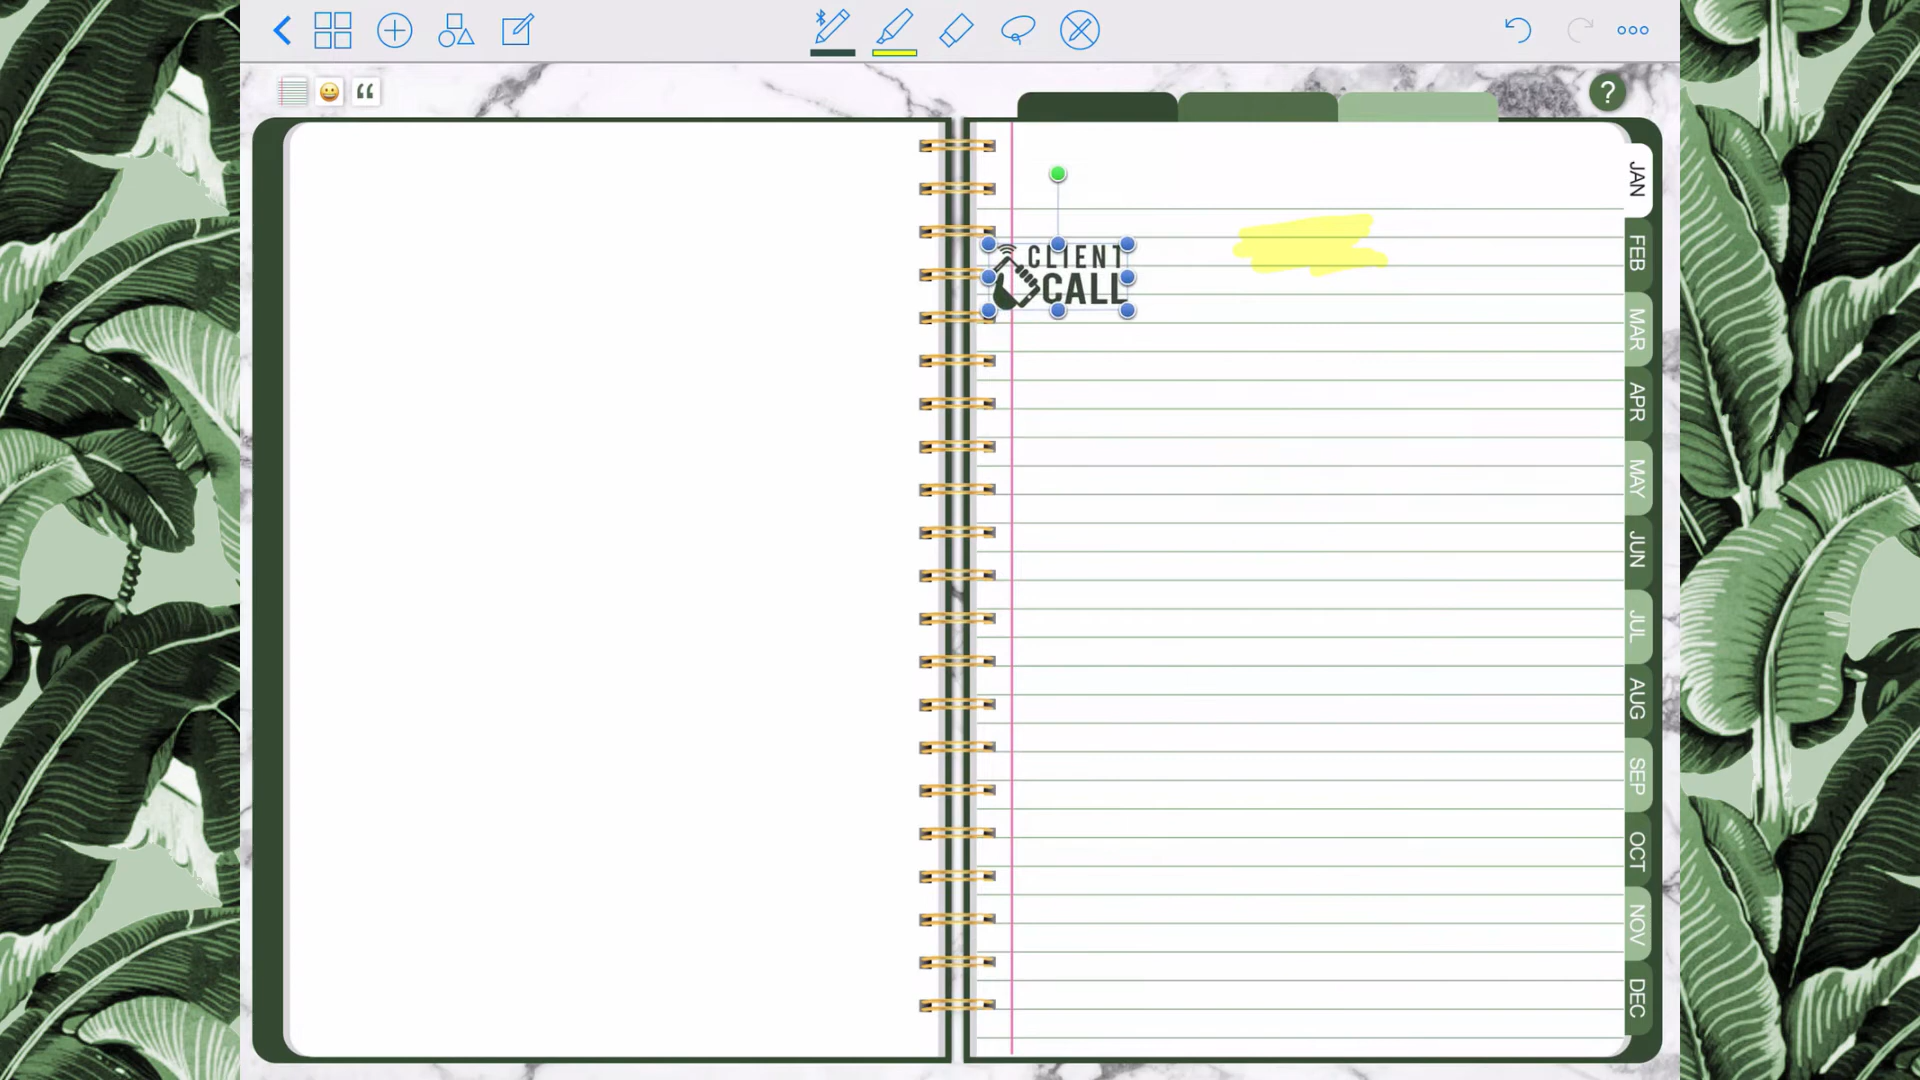 ?
CLIENT
CALL
JAN
FEB
MAR
APR
MAY
JUN
JUL
AUG
SEP
OCT
NOV
DEC